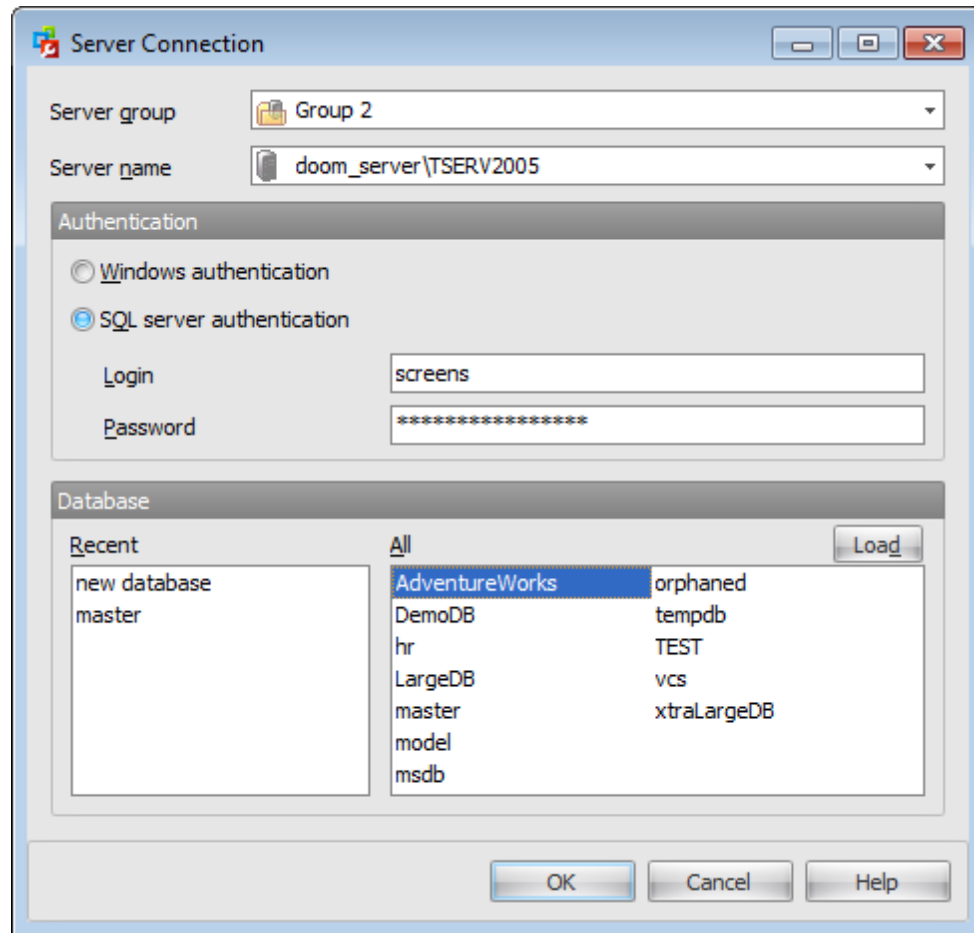 Server Connection
Server group Group 2
Server name doom_server\TSERV2005
Authentication
Windows authentication
SQL server authentication
Login screens
Password ****************
Database
Recent All Load
new database AdventureWorks orphaned
master DemoDB tempdb
hr TEST
LargeDB vcs
master xtraLargeDB
model
msdb
OK Cancel Help